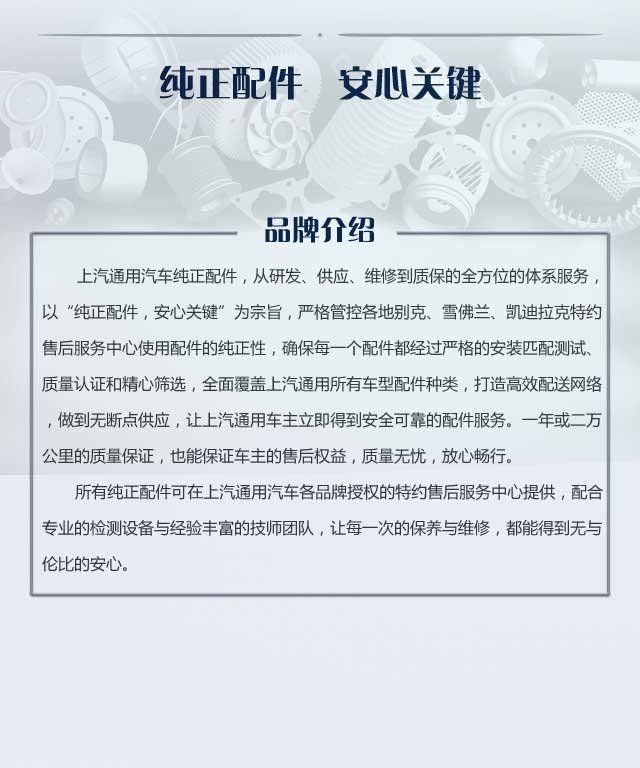 纯正配件 安心关键
品牌介绍
上汽通用汽车纯正配件，从研发、供应、维修到质保的全方位的体系服务，
以“纯正配件，安心关键”为宗旨，严格管控各地别克、雪佛兰、凯迪拉克特约
售后服务中心使用配件的纯正性，确保每一个配件都经过严格的安装匹配测试、
质量认证和精心筛选，全面覆盖上汽通用所有车型配件种类，打造高效配送网络
，做到无断点供应，让上汽通用车主立即得到安全可靠的配件服务。一年或二万
公里的质量保证，也能保证车主的售后权益，质量无忧，放心畅行。
所有纯正配件可在上汽通用汽车各品牌授权的特约售后服务中心提供，配合
专业的检测设备与经验丰富的技师团队，让每一次的保养与维修，都能得到无与
伦比的安心。